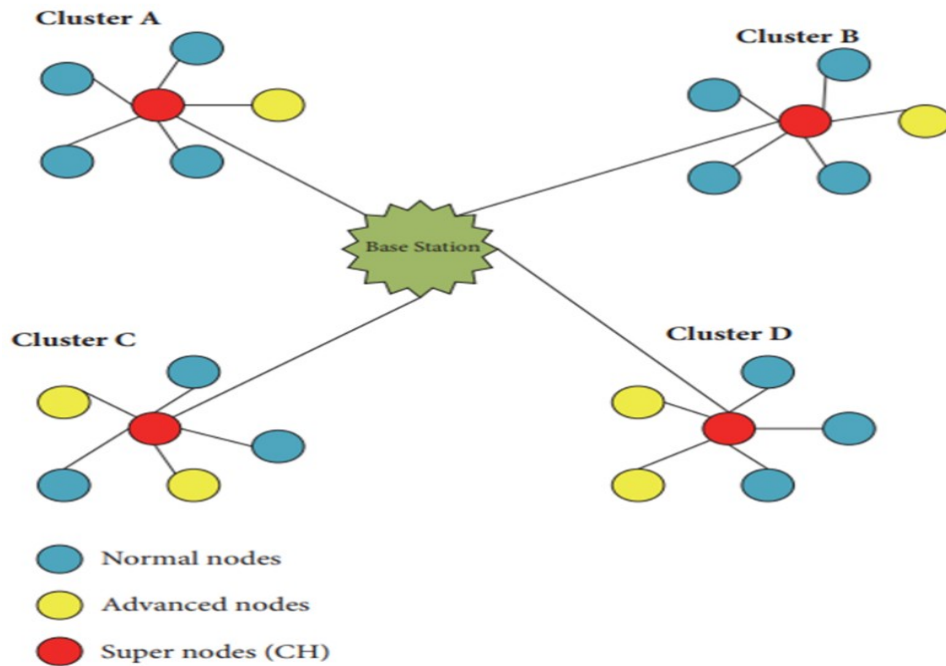 Cluster A
Cluster B
Base Station
Cluster C
Cluster D
Normal nodes
Advanced nodes
Super nodes (CH)